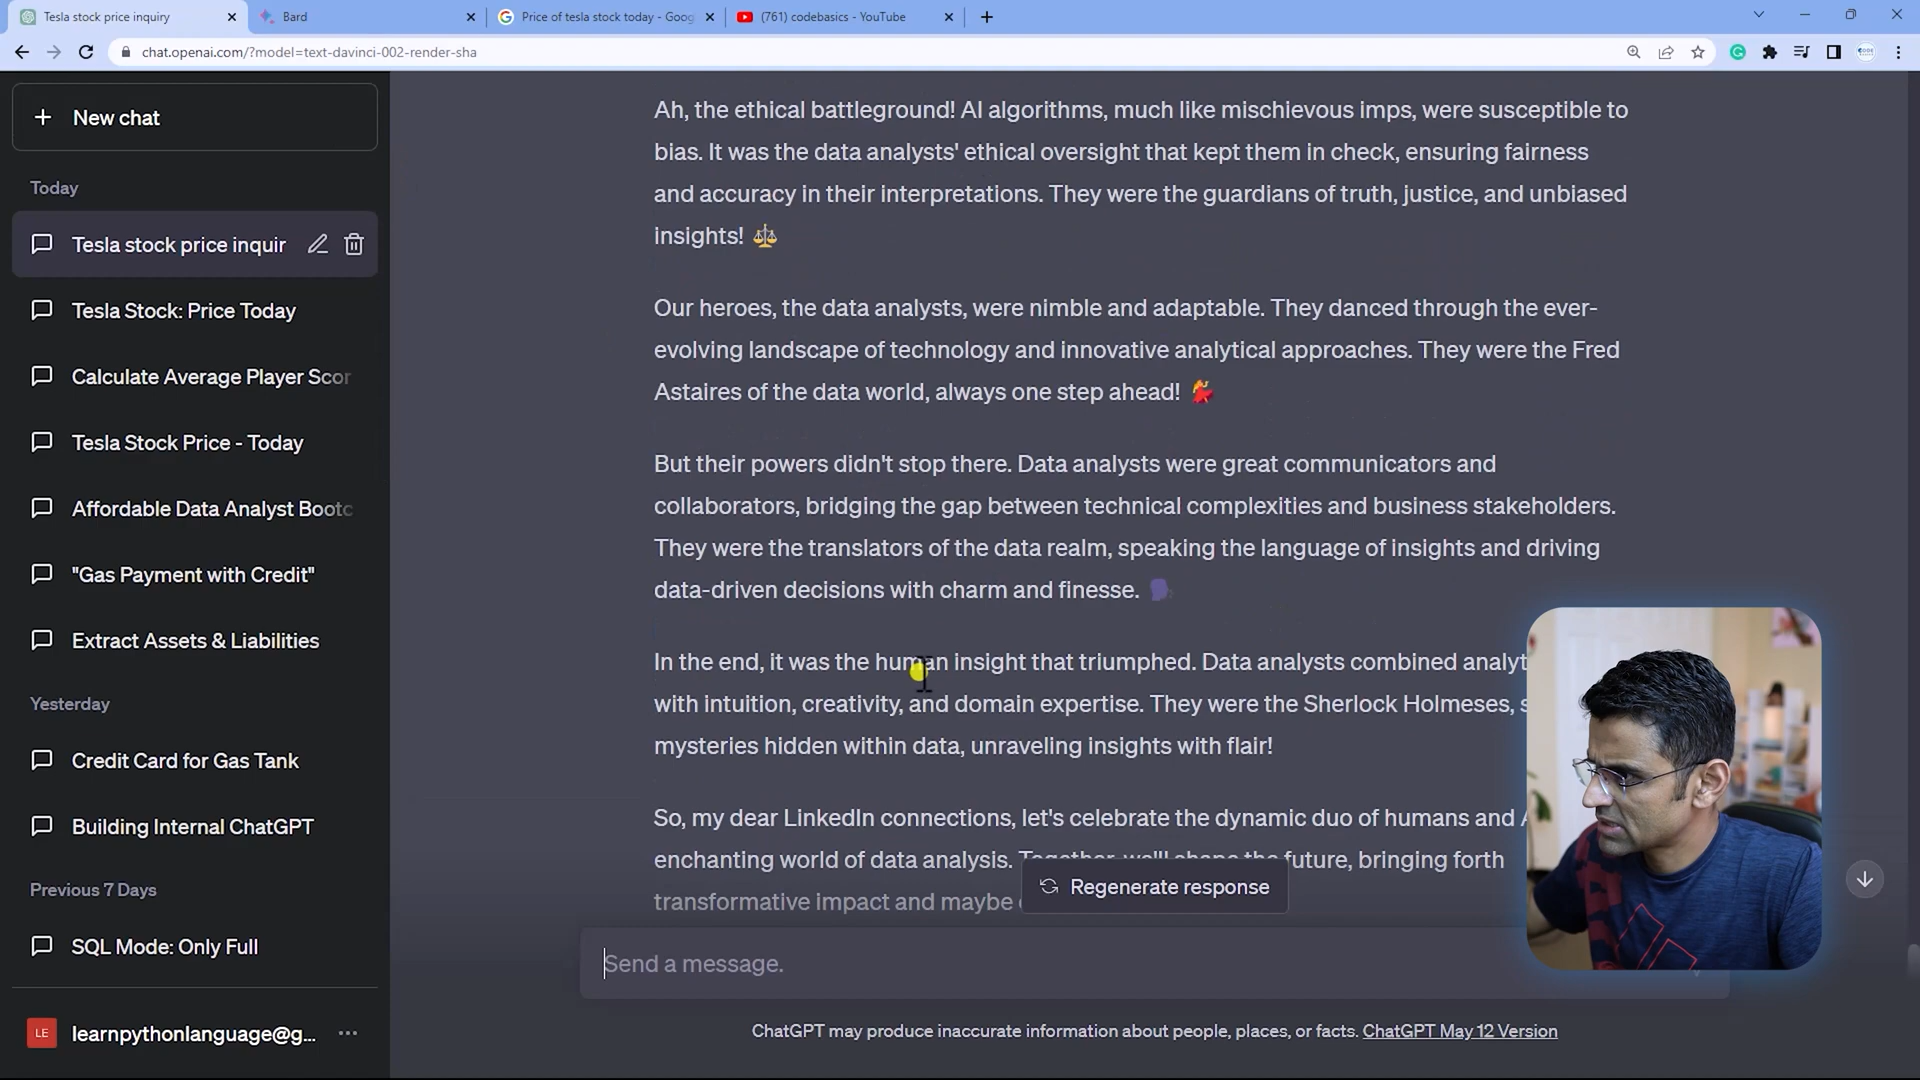 Tesla stock price inquiry
Bard
Price of tesla stock today - Goog
(761) codebasics - YouTube
chat.openai.com/?model=text-davinci-002-render-sha
New chat
Today
Tesla stock price inquir
Tesla Stock: Price Today
Calculate Average Player Scor
Tesla Stock Price - Today
Affordable Data Analyst Bootc
"Gas Payment with Credit"
Extract Assets & Liabilities
Yesterday
Credit Card for Gas Tank
Building Internal ChatGPT
Previous 7 Days
SQL Mode: Only Full
LE
learnpythonlanguage@g...
Ah, the ethical battleground! AI algorithms, much like mischievous imps, were susceptible to
bias. It was the data analysts' ethical oversight that kept them in check, ensuring fairness
and accuracy in their interpretations. They were the guardians of truth, justice, and unbiased
insights! ⚖️
Our heroes, the data analysts, were nimble and adaptable. They danced through the ever-
evolving landscape of technology and innovative analytical approaches. They were the Fred
Astaires of the data world, always one step ahead! 💃
But their powers didn't stop there. Data analysts were great communicators and
collaborators, bridging the gap between technical complexities and business stakeholders.
They were the translators of the data realm, speaking the language of insights and driving
data-driven decisions with charm and finesse. 🗣️
In the end, it was the human insight that triumphed. Data analysts combined analyt
with intuition, creativity, and domain expertise. They were the Sherlock Holmeses, s
mysteries hidden within data, unraveling insights with flair!
So, my dear LinkedIn connections, let's celebrate the dynamic duo of humans and A
enchanting world of data analysis. Together, we'll shape the future, bringing forth
transformative impact and maybe
Regenerate response
Send a message.
ChatGPT may produce inaccurate information about people, places, or facts. ChatGPT May 12 Version